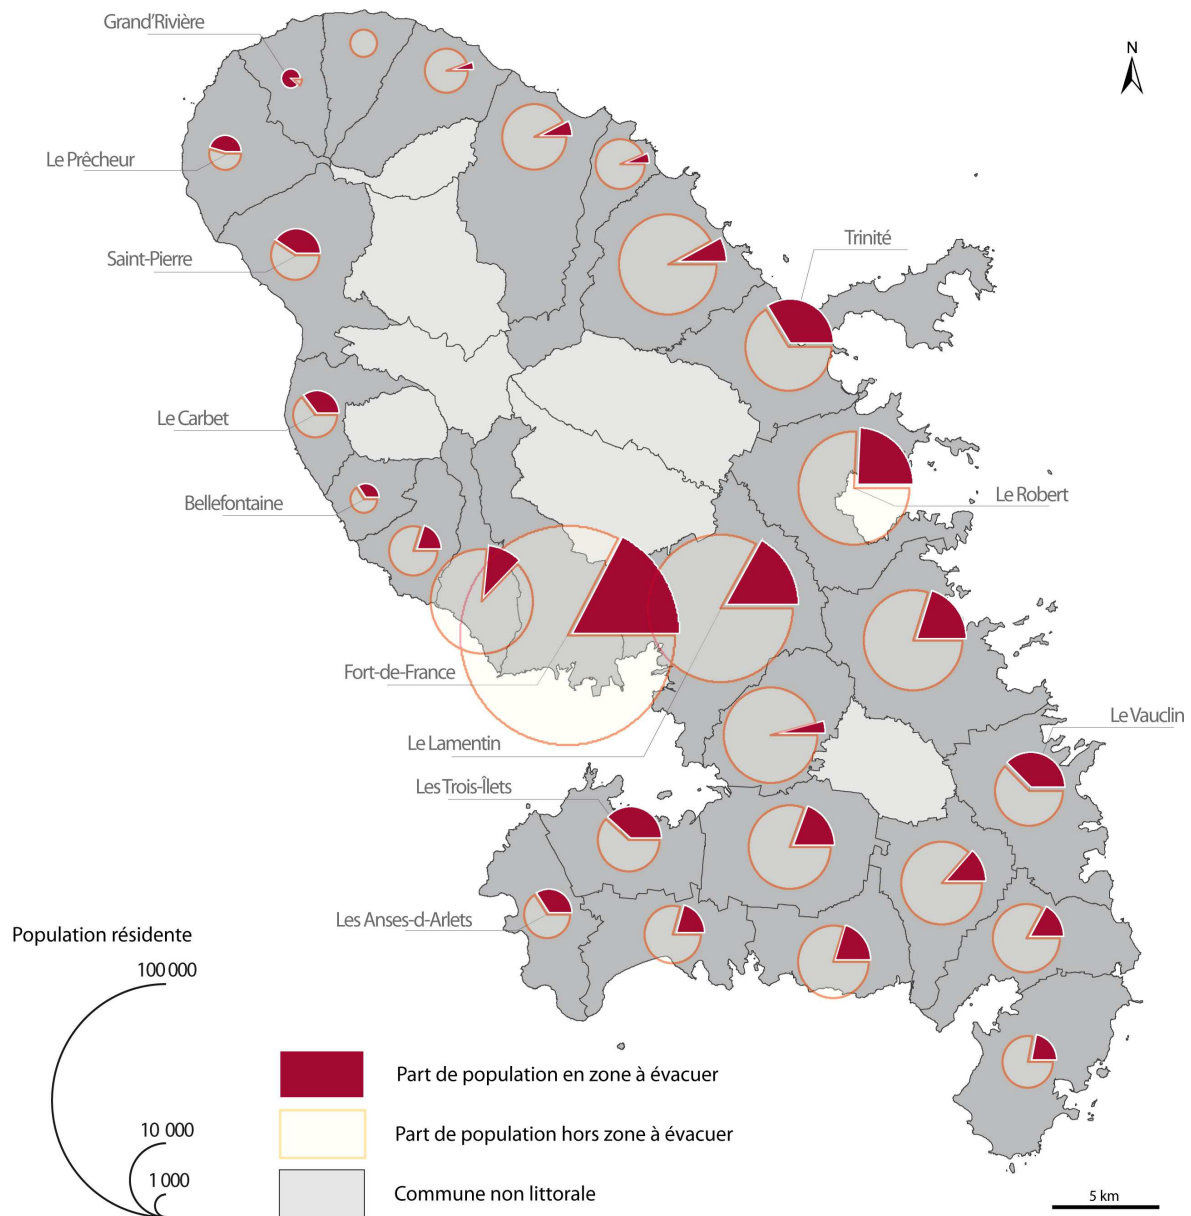 Grand'Rivière
N
Le Prêcheur
Trinité
Saint-Pierre
Le Carbet
Le Robert
Bellefontaine
Fort-de-France
Le Vauclin
Le Lamentin
Les Trois-Îlets
Les Anses-d-Arlets
Population résidente
100 000
10 000
1 000
Part de population en zone à évacuer
Part de population hors zone à évacuer
Commune non littorale
5 km